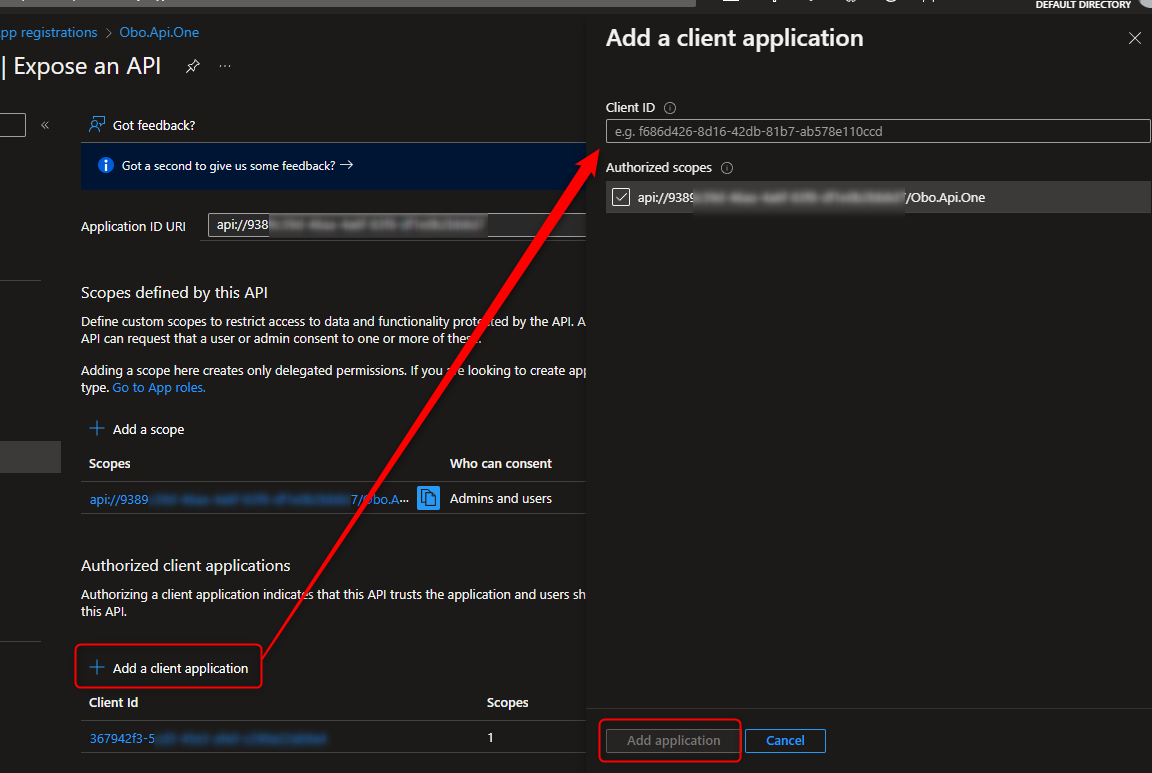 DEFAULT DIRECTORY
pp registrations > Obo.Api.One
| Expose an API
Got feedback?
Got a second to give us some feedback? →
Application ID URI
api://938
Scopes defined by this API
Define custom scopes to restrict access to data and functionality protected by the API. A
API can request that a user or admin consent to one or more of these.
Adding a scope here creates only delegated permissions. If you are looking to create app
type. Go to App roles.
+ Add a scope
Scopes Who can consent
api://9389 7/Obo.A... Admins and users
Authorized client applications
Authorizing a client application indicates that this API trusts the application and users sh
this API.
+ Add a client application
Client Id Scopes
367942f3-5 1
Add a client application
Client ID
e.g. f686d426-8d16-42db-81b7-ab578e110ccd
Authorized scopes
api://9389 /Obo.Api.One
Add application
Cancel